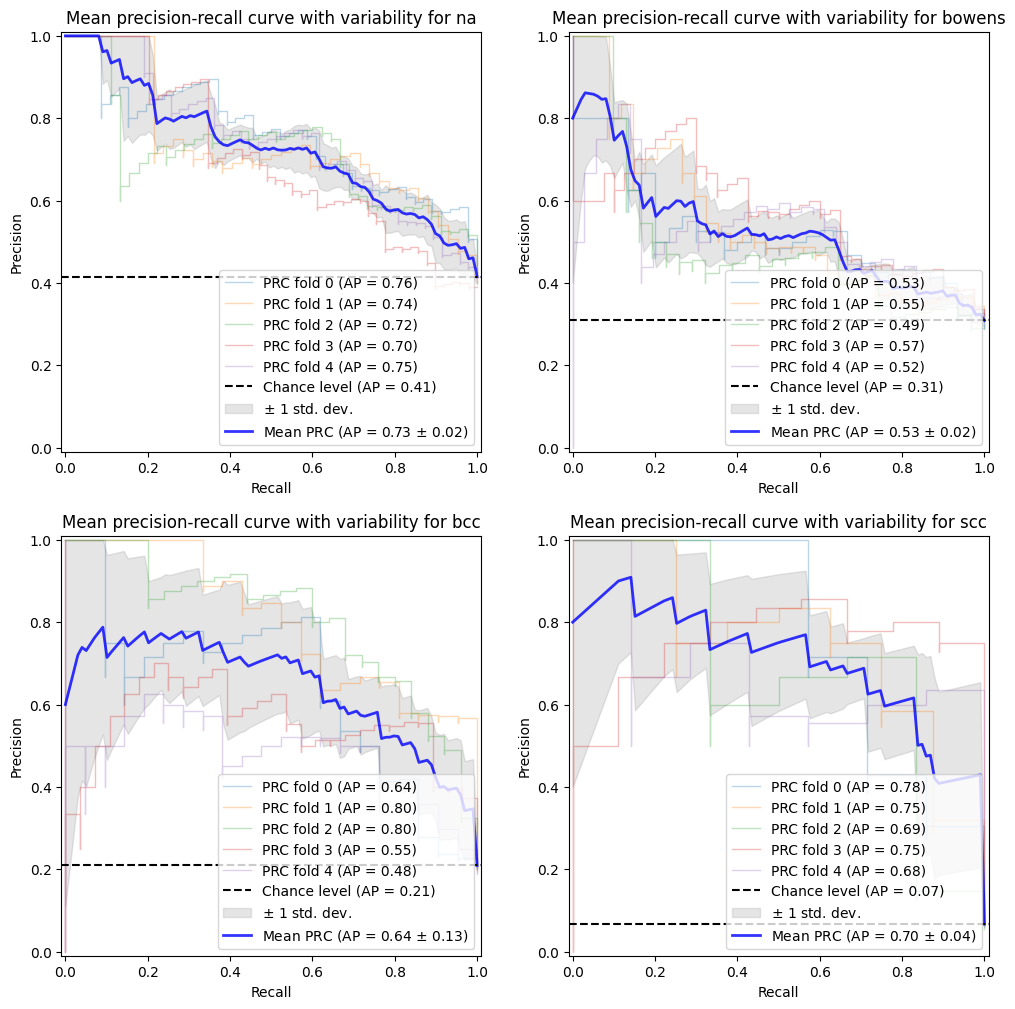 Mean precision-recall curve with variability for na
1.0
0.8
0.6
0.4
0.2
0.0
Precision
PRC fold 0 (AP = 0.76)
PRC fold 1 (AP = 0.74)
PRC fold 2 (AP = 0.72)
PRC fold 3 (AP = 0.70)
PRC fold 4 (AP = 0.75)
Chance level (AP = 0.41)
± 1 std. dev.
Mean PRC (AP = 0.73 ± 0.02)
0.0 0.2 0.4 0.6 0.8 1.0
Recall
Mean precision-recall curve with variability for bowens
1.0
0.8
0.6
0.4
0.2
0.0
Precision
PRC fold 0 (AP = 0.53)
PRC fold 1 (AP = 0.55)
PRC fold 2 (AP = 0.49)
PRC fold 3 (AP = 0.57)
PRC fold 4 (AP = 0.52)
Chance level (AP = 0.31)
± 1 std. dev.
Mean PRC (AP = 0.53 ± 0.02)
0.0 0.2 0.4 0.6 0.8 1.0
Recall
Mean precision-recall curve with variability for bcc
1.0
0.8
0.6
0.4
0.2
0.0
Precision
PRC fold 0 (AP = 0.64)
PRC fold 1 (AP = 0.80)
PRC fold 2 (AP = 0.80)
PRC fold 3 (AP = 0.55)
PRC fold 4 (AP = 0.48)
Chance level (AP = 0.21)
± 1 std. dev.
Mean PRC (AP = 0.64 ± 0.13)
0.0 0.2 0.4 0.6 0.8 1.0
Recall
Mean precision-recall curve with variability for scc
1.0
0.8
0.6
0.4
0.2
0.0
Precision
PRC fold 0 (AP = 0.78)
PRC fold 1 (AP = 0.75)
PRC fold 2 (AP = 0.69)
PRC fold 3 (AP = 0.75)
PRC fold 4 (AP = 0.68)
Chance level (AP = 0.07)
± 1 std. dev.
Mean PRC (AP = 0.70 ± 0.04)
0.0 0.2 0.4 0.6 0.8 1.0
Recall